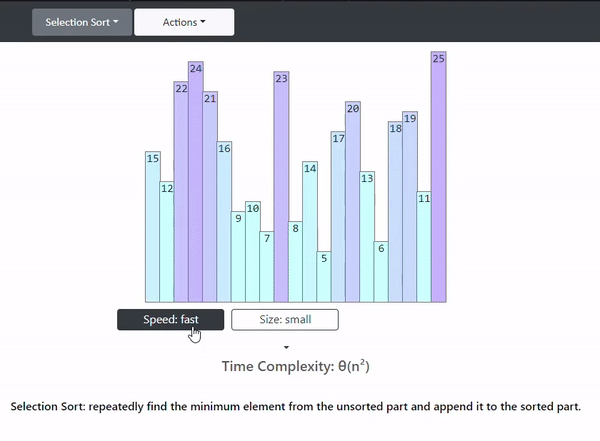 Selection Sort Actions
15 12 22 24 21 16 9 10 7 23 8 14 5 17 20 13 6 18 19 11 25
Speed: fast Size: small
Time Complexity: θ(n²)
Selection Sort: repeatedly find the minimum element from the unsorted part and append it to the sorted part.